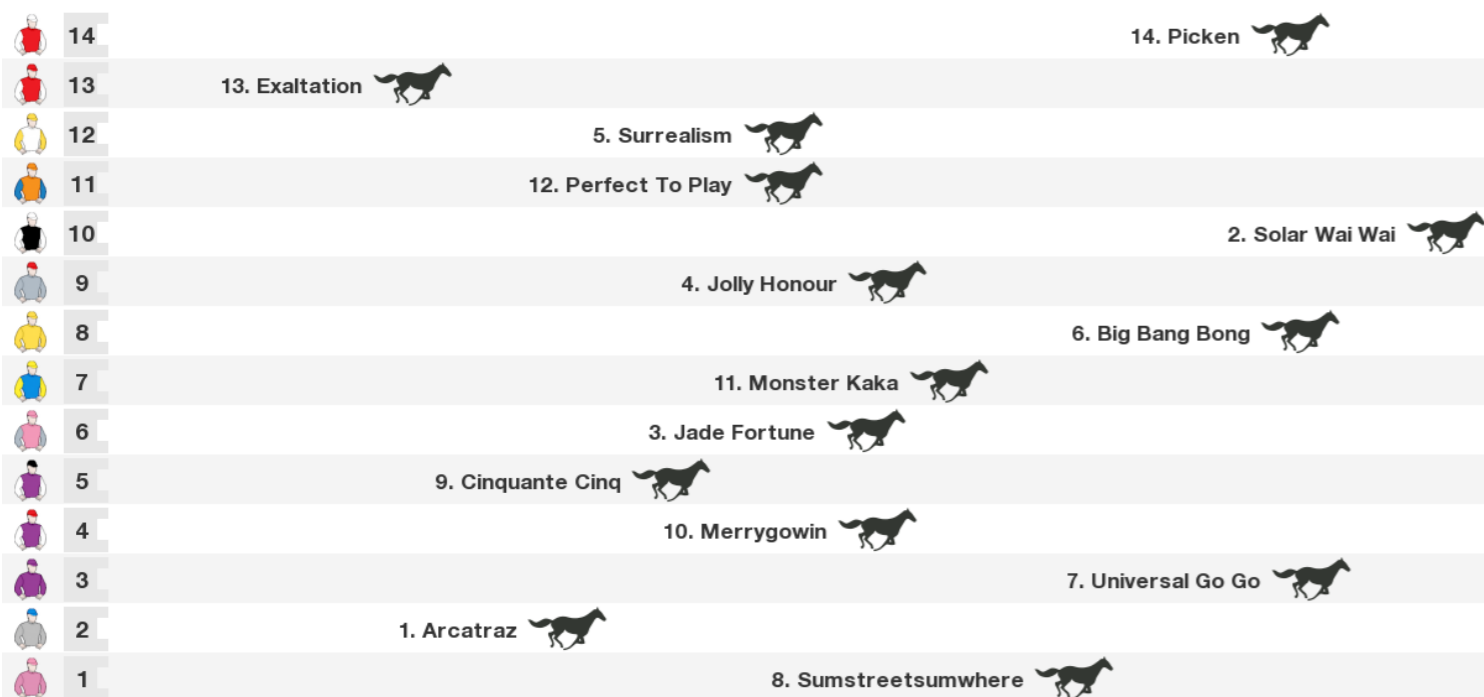 14 14. Picken
13 13. Exaltation
12 5. Surrealism
11 12. Perfect To Play
10 2. Solar Wai Wai
9 4. Jolly Honour
8 6. Big Bang Bong
7 11. Monster Kaka
6 3. Jade Fortune
5 9. Cinquante Cinq
4 10. Merrygowin
3 7. Universal Go Go
2 1. Arcatraz
1 8. Sumstreetsumwhere